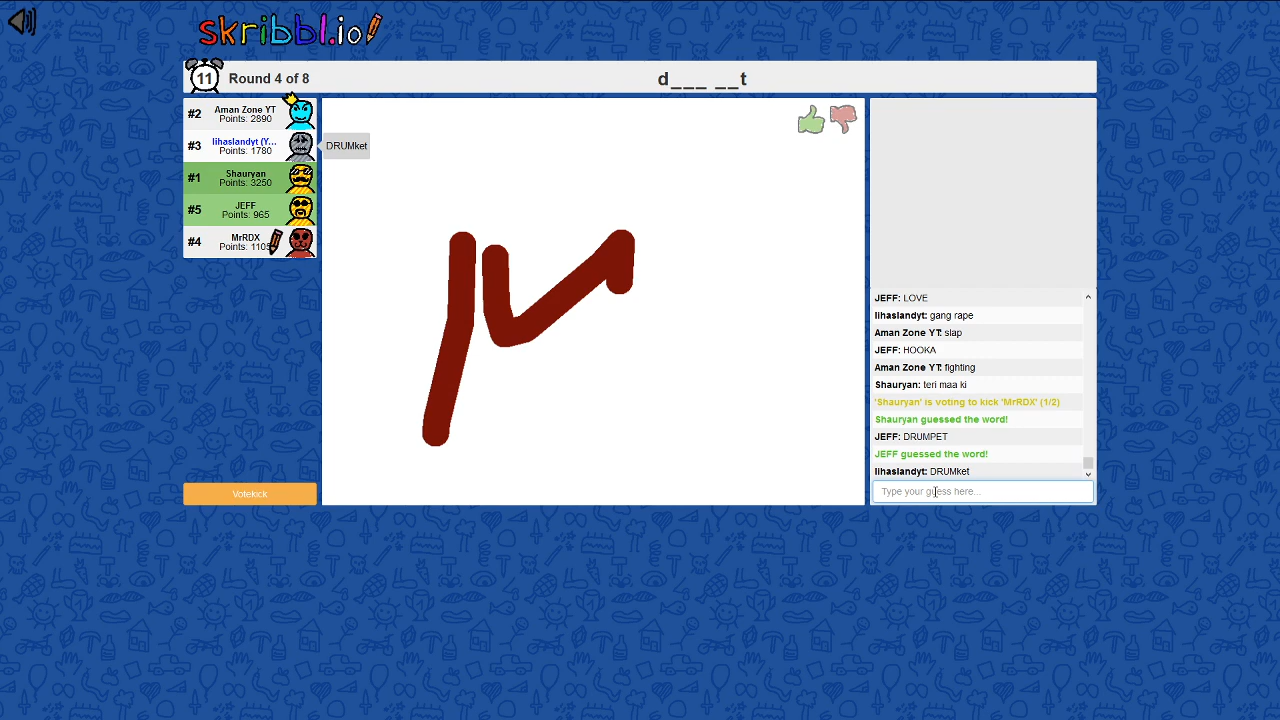 skribbl.io
11 Round 4 of 8 d___ __t
#2 Aman Zone YT
Points: 2890
#3 lihaslandyt (Y...
Points: 1780
DRUMket
#1 Shauryan
Points: 3250
#5 JEFF
Points: 965
#4 MrRDX
Points: 1105
Votekick
JEFF: LOVE
lihaslandyt: gang rape
Aman Zone YT: slap
JEFF: HOOKA
Aman Zone YT: fighting
Shauryan: teri maa ki
'Shauryan' is voting to kick 'MrRDX' (1/2)
Shauryan guessed the word!
JEFF: DRUMPET
JEFF guessed the word!
lihaslandyt: DRUMket
Type your guess here...